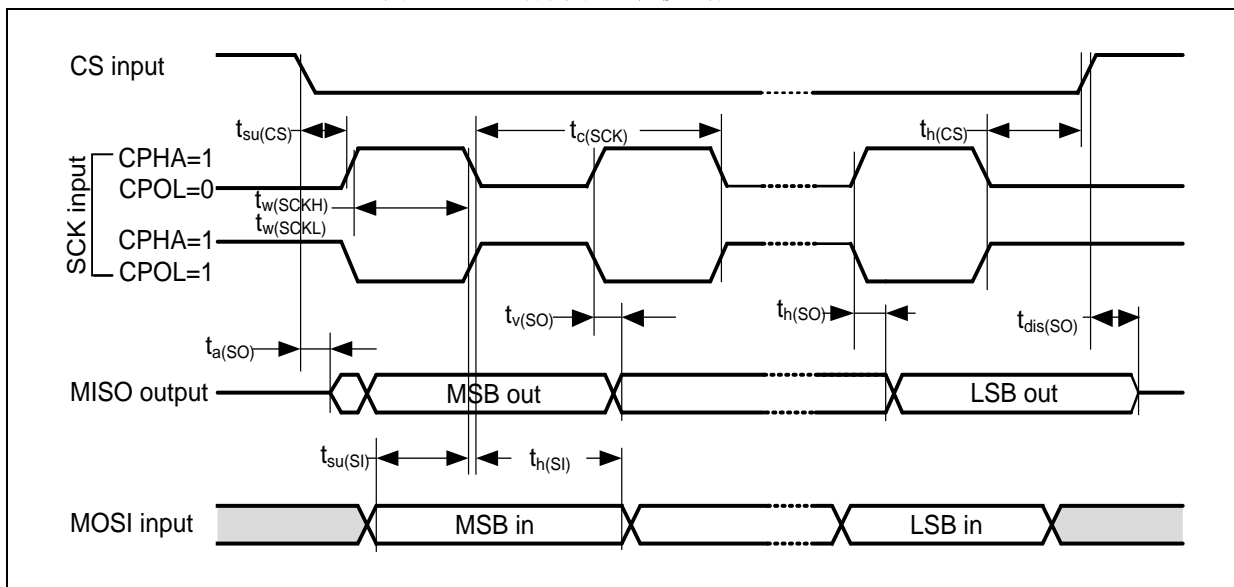 CS input
tsu(CS)
tc(SCK)
th(CS)
SCK input
CPHA=1
CPOL=0
tw(SCKH)
tw(SCKL)
CPHA=1
CPOL=1
tv(SO)
th(SO)
tdis(SO)
ta(SO)
MISO output
MSB out
LSB out
tsu(SI)
th(SI)
MOSI input
MSB in
LSB in